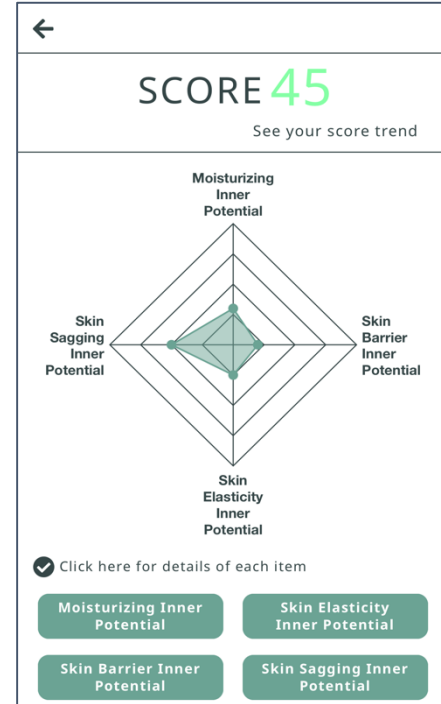 SCORE 45
See your score trend
Moisturizing
Inner
Potential
Skin
Sagging
Inner
Potential
Skin
Barrier
Inner
Potential
Skin
Elasticity
Inner
Potential
Click here for details of each item
Moisturizing Inner
Potential
Skin Elasticity
Inner Potential
Skin Barrier Inner
Potential
Skin Sagging Inner
Potential